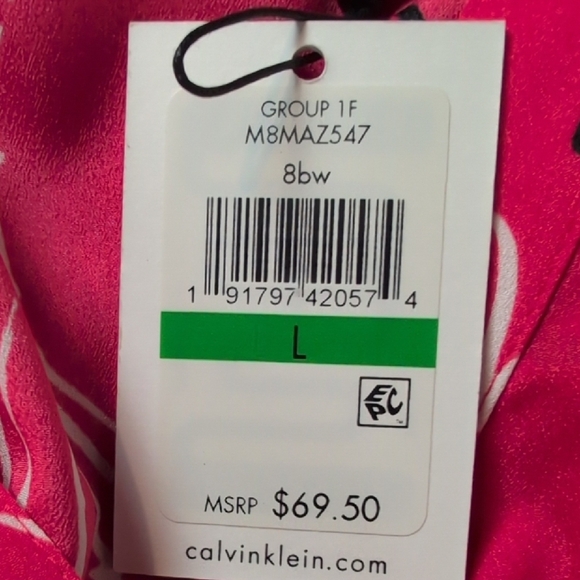 GROUP 1F
M8MAZ547
8bw
1 91797 42057 4
L
EPC
MSRP $69.50
calvinklein.com